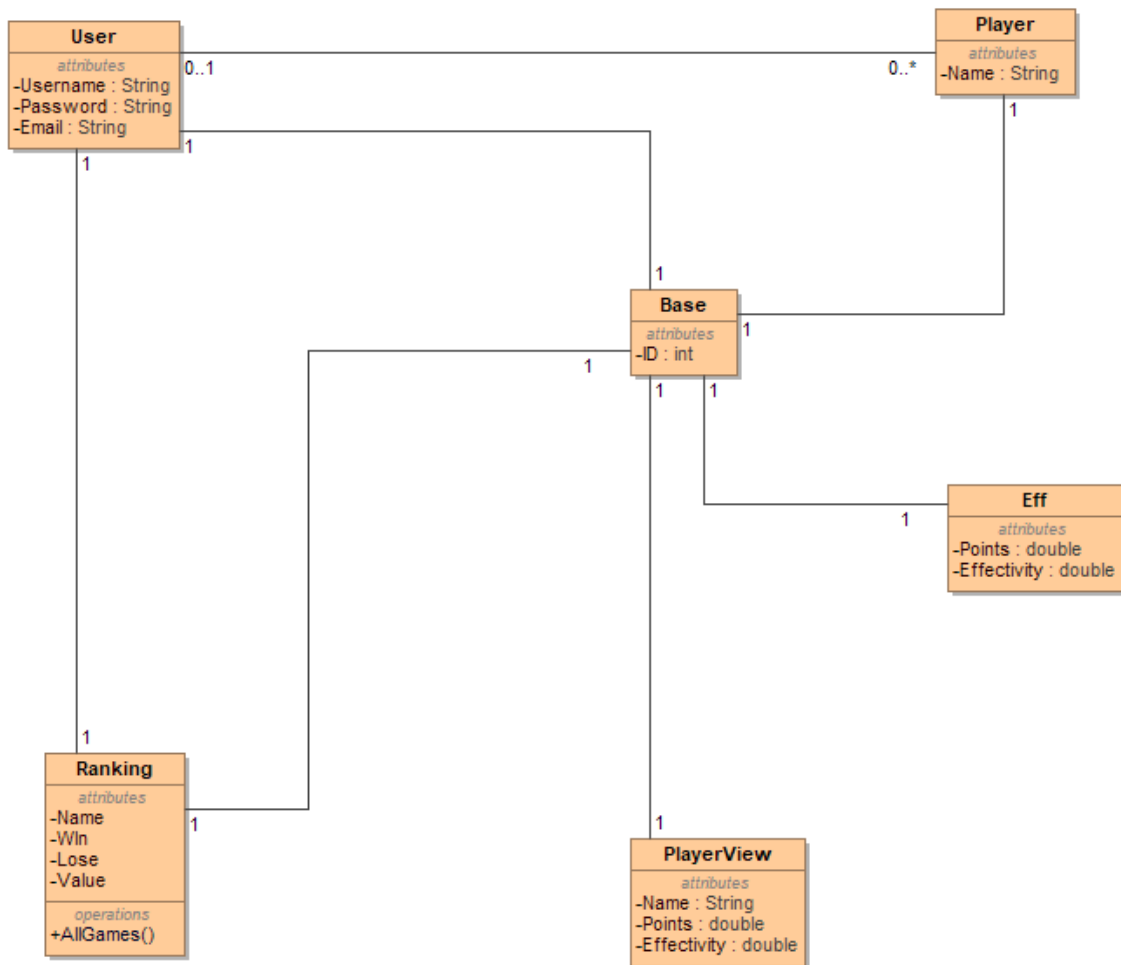 User
attributes
-Username : String
-Password : String
-Email : String
Player
attributes
-Name : String
0..1
0..*
1
1
1
1
Base
attributes
-ID : int
1
1
1
1
Eff
attributes
-Points : double
-Effectivity : double
1
1
Ranking
attributes
-Name
-WIn
-Lose
-Value
operations
+AllGames()
1
1
PlayerView
attributes
-Name : String
-Points : double
-Effectivity : double